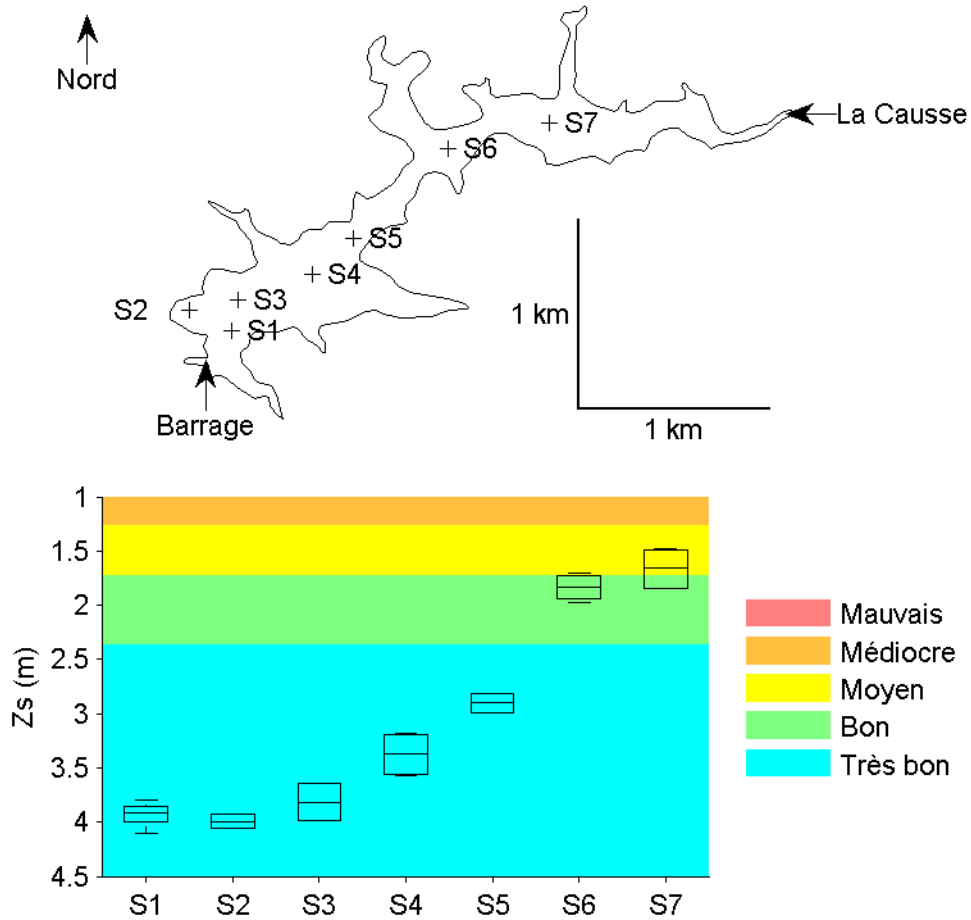 Nord
La Causse
S7
S6
S5
S4
S3
S2
S1
1 km
Barrage
1 km
1
1.5
2
2.5
3
3.5
4
4.5
Zs (m)
S1 S2 S3 S4 S5 S6 S7
Mauvais
Médiocre
Moyen
Bon
Très bon